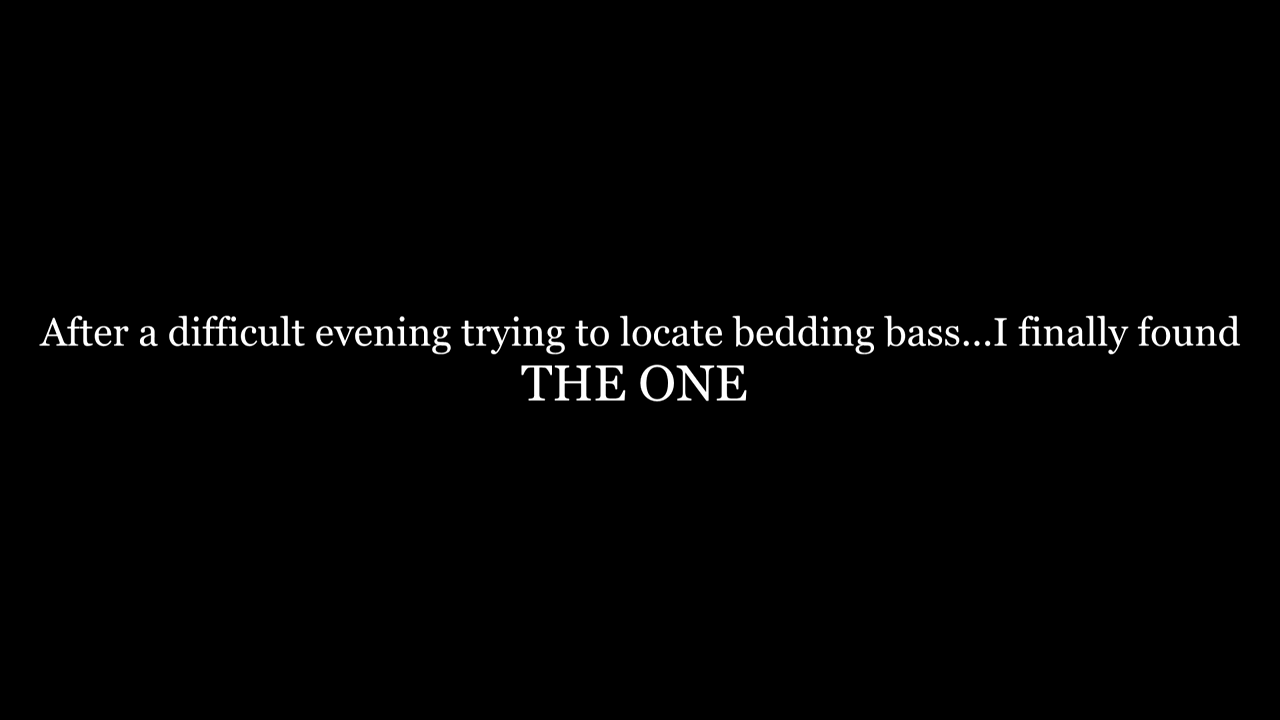 After a difficult evening trying to locate bedding bass...I finally found
THE ONE